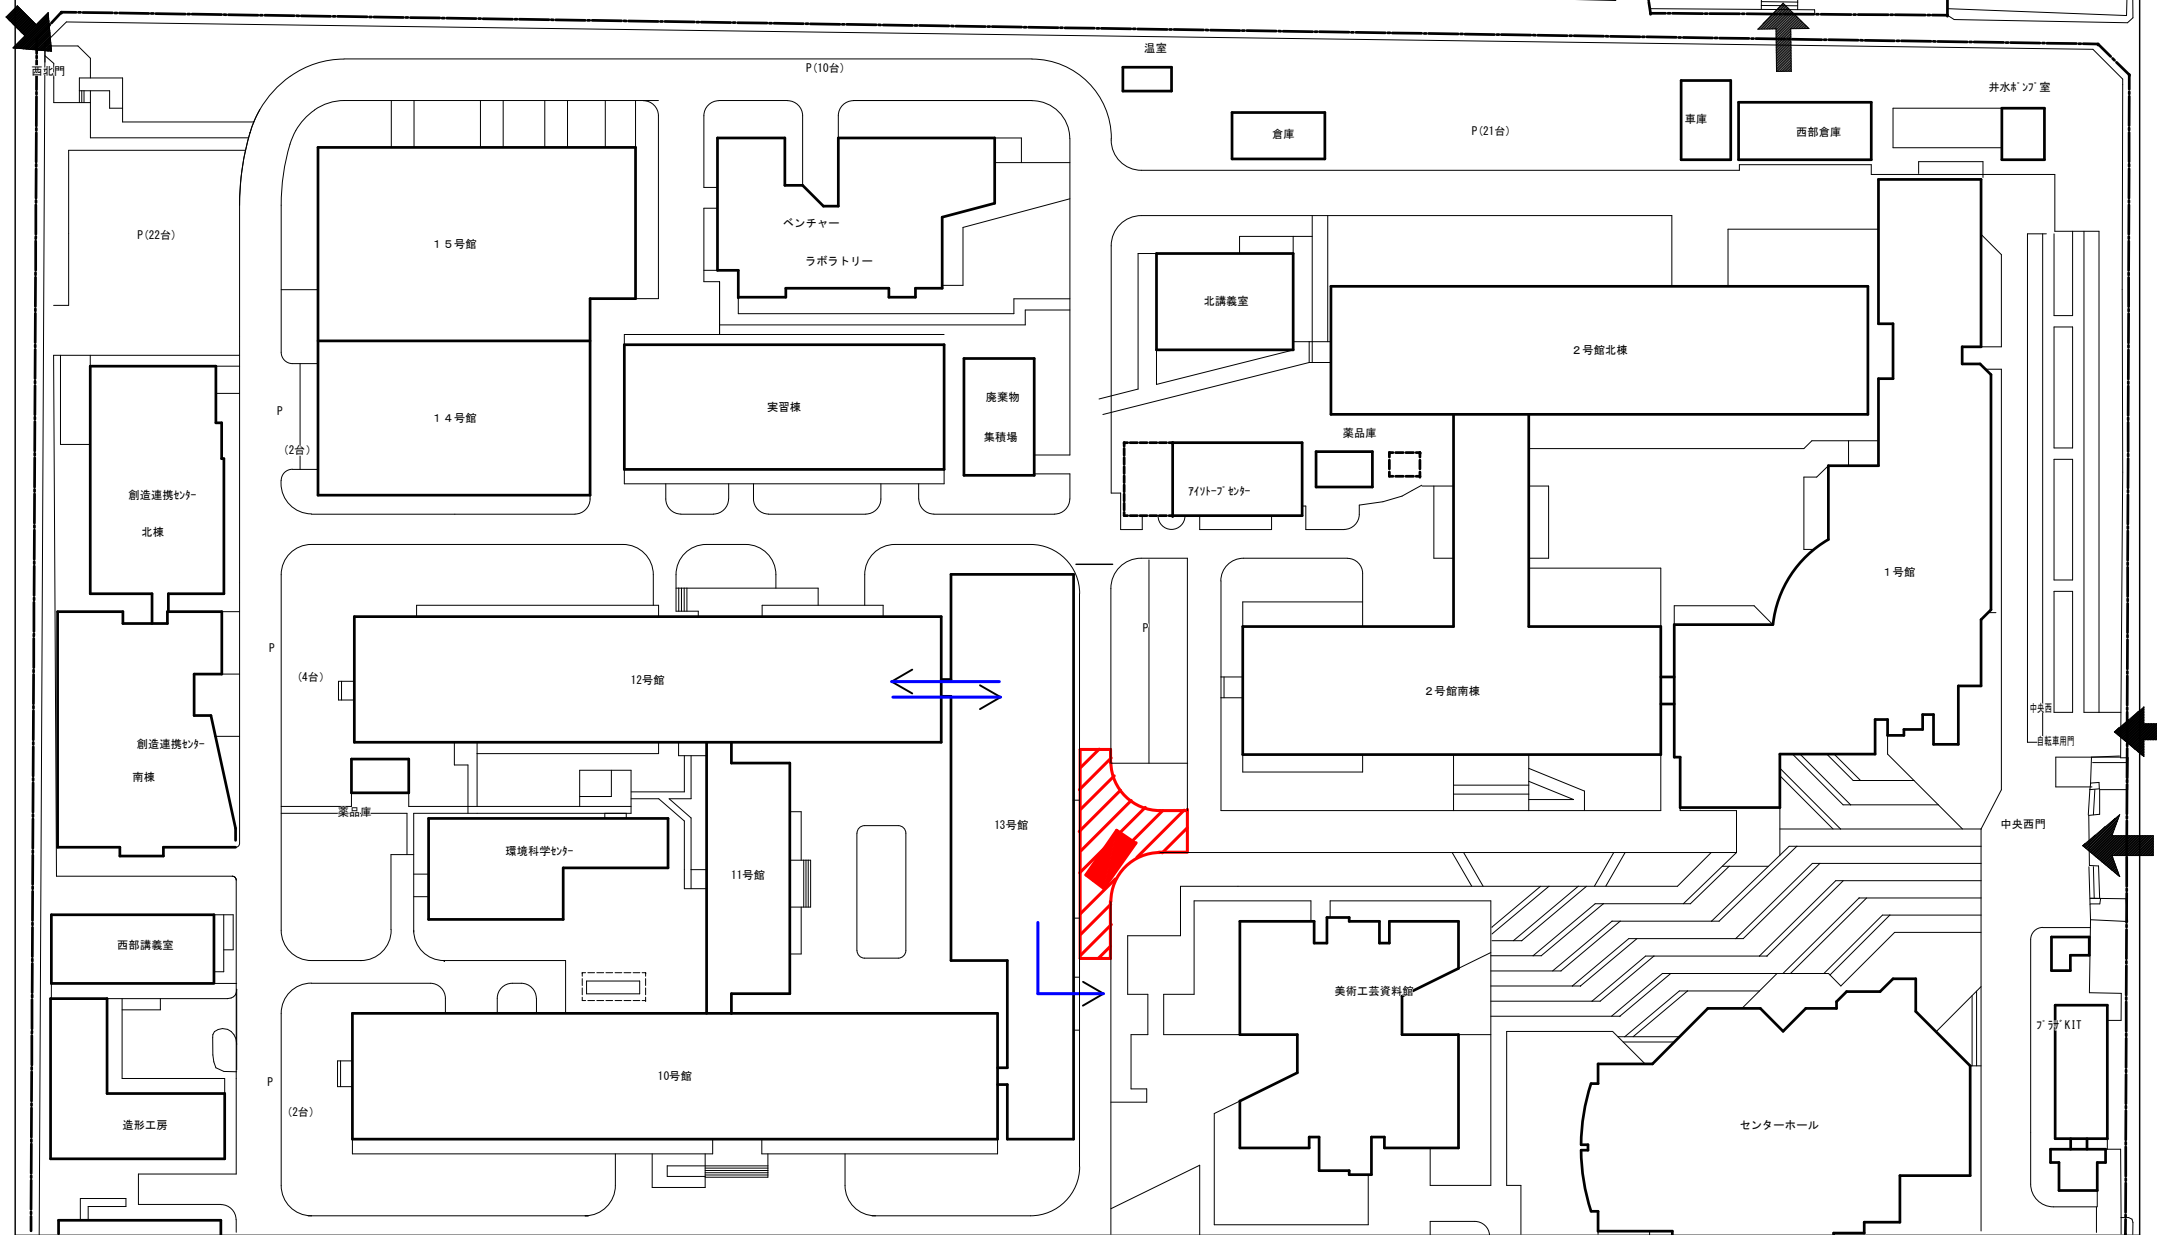 西北門
P(10台)
温室
倉庫
P(21台)
車庫
西部倉庫
井水ﾎﾟﾝﾌﾟ室
P(22台)
15号館
ベンチャー
ラボラトリー
北講義室
2号館北棟
14号館
P
(2台)
実習棟
廃棄物
集積場
薬品庫
ｱｲｿﾄｰﾌﾟｾﾝﾀｰ
創造連携ｾﾝﾀｰ
北棟
1号館
P
(4台)
12号館
P
2号館南棟
中央西
自転車用門
創造連携ｾﾝﾀｰ
南棟
薬品庫
環境科学ｾﾝﾀｰ
11号館
13号館
中央西門
西部講義室
美術工芸資料館
ﾌﾟﾗｻﾞKIT
10号館
P
(2台)
造形工房
センターホール